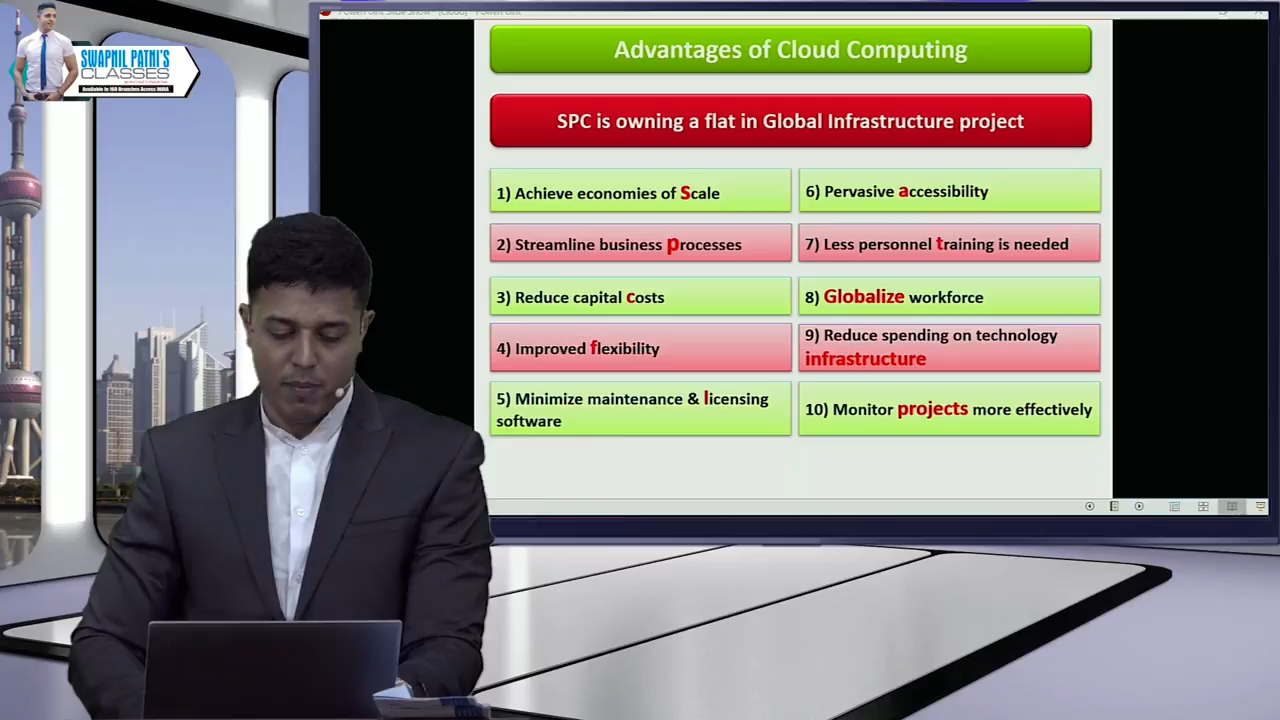 SWAPNIL PATNI'S
CLASSES
Available in 160 Branches Across INDIA
Advantages of Cloud Computing
SPC is owning a flat in Global Infrastructure project
1) Achieve economies of Scale
2) Streamline business processes
3) Reduce capital costs
4) Improved flexibility
5) Minimize maintenance & licensing
software
6) Pervasive accessibility
7) Less personnel training is needed
8) Globalize workforce
9) Reduce spending on technology
infrastructure
10) Monitor projects more effectively